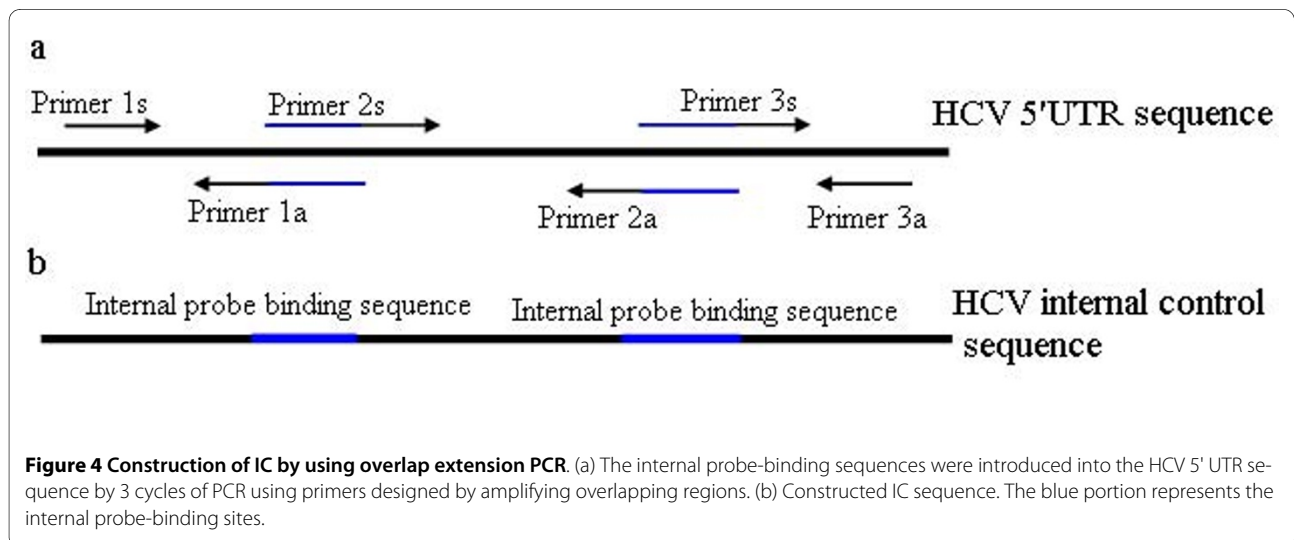 a
Primer 1s
Primer 2s
Primer 3s
HCV 5'UTR sequence
Primer 1a
Primer 2a
Primer 3a
b
Internal probe binding sequence
Internal probe binding sequence
HCV internal control
sequence
Figure 4 Construction of IC by using overlap extension PCR. (a) The internal probe-binding sequences were introduced into the HCV 5' UTR se-
quence by 3 cycles of PCR using primers designed by amplifying overlapping regions. (b) Constructed IC sequence. The blue portion represents the
internal probe-binding sites.